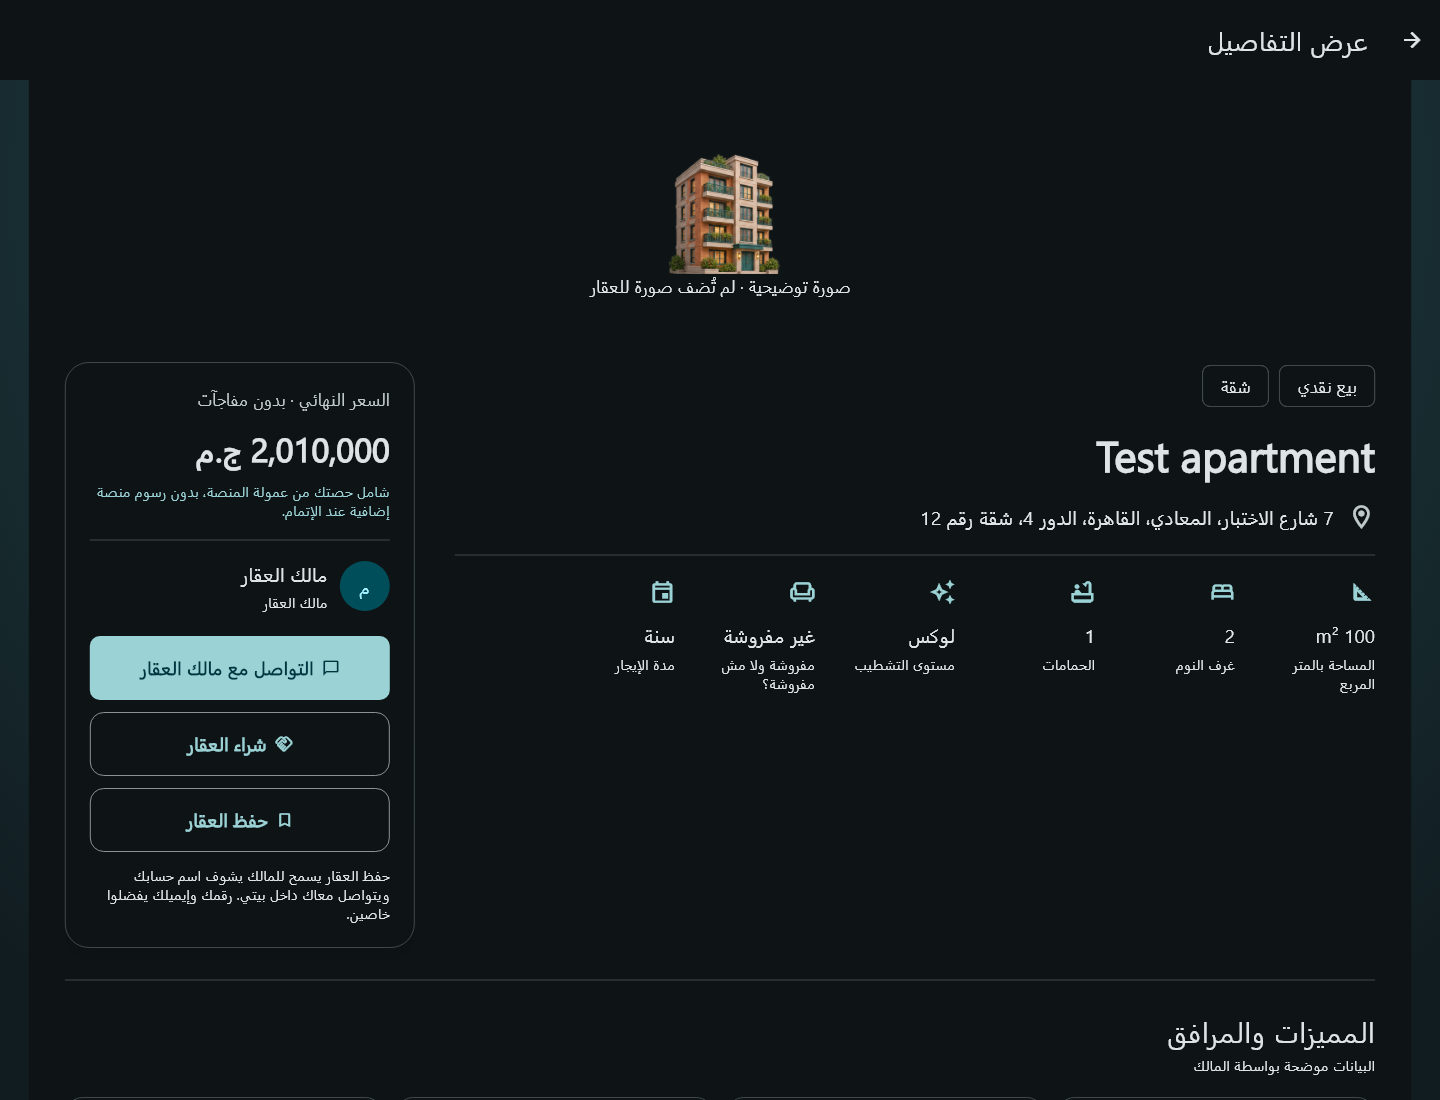 عرض التفاصيل
صورة توضيحية · لم تُضف صورة للعقار
بيع نقدي
شقة
Test apartment
7 شارع الاختبار، المعادي، القاهرة، الدور 4، شقة رقم 12
100 m²
المساحة بالمتر
المربع
2
غرف النوم
1
الحمامات
لوكس
مستوى التشطيب
غير مفروشة
مفروشة ولا مش
مفروشة؟
سنة
مدة الإيجار
السعر النهائي · بدون مفاجآت
2,010,000 ج.م
شامل حصتك من عمولة المنصة، بدون رسوم منصة
إضافية عند الإتمام.
م
مالك العقار
مالك العقار
التواصل مع مالك العقار
شراء العقار
حفظ العقار
حفظ العقار يسمح للمالك يشوف اسم حسابك
ويتواصل معاك داخل بيتي. رقمك وإيميلك يفضلوا
خاصين.
المميزات والمرافق
البيانات موضحة بواسطة المالك